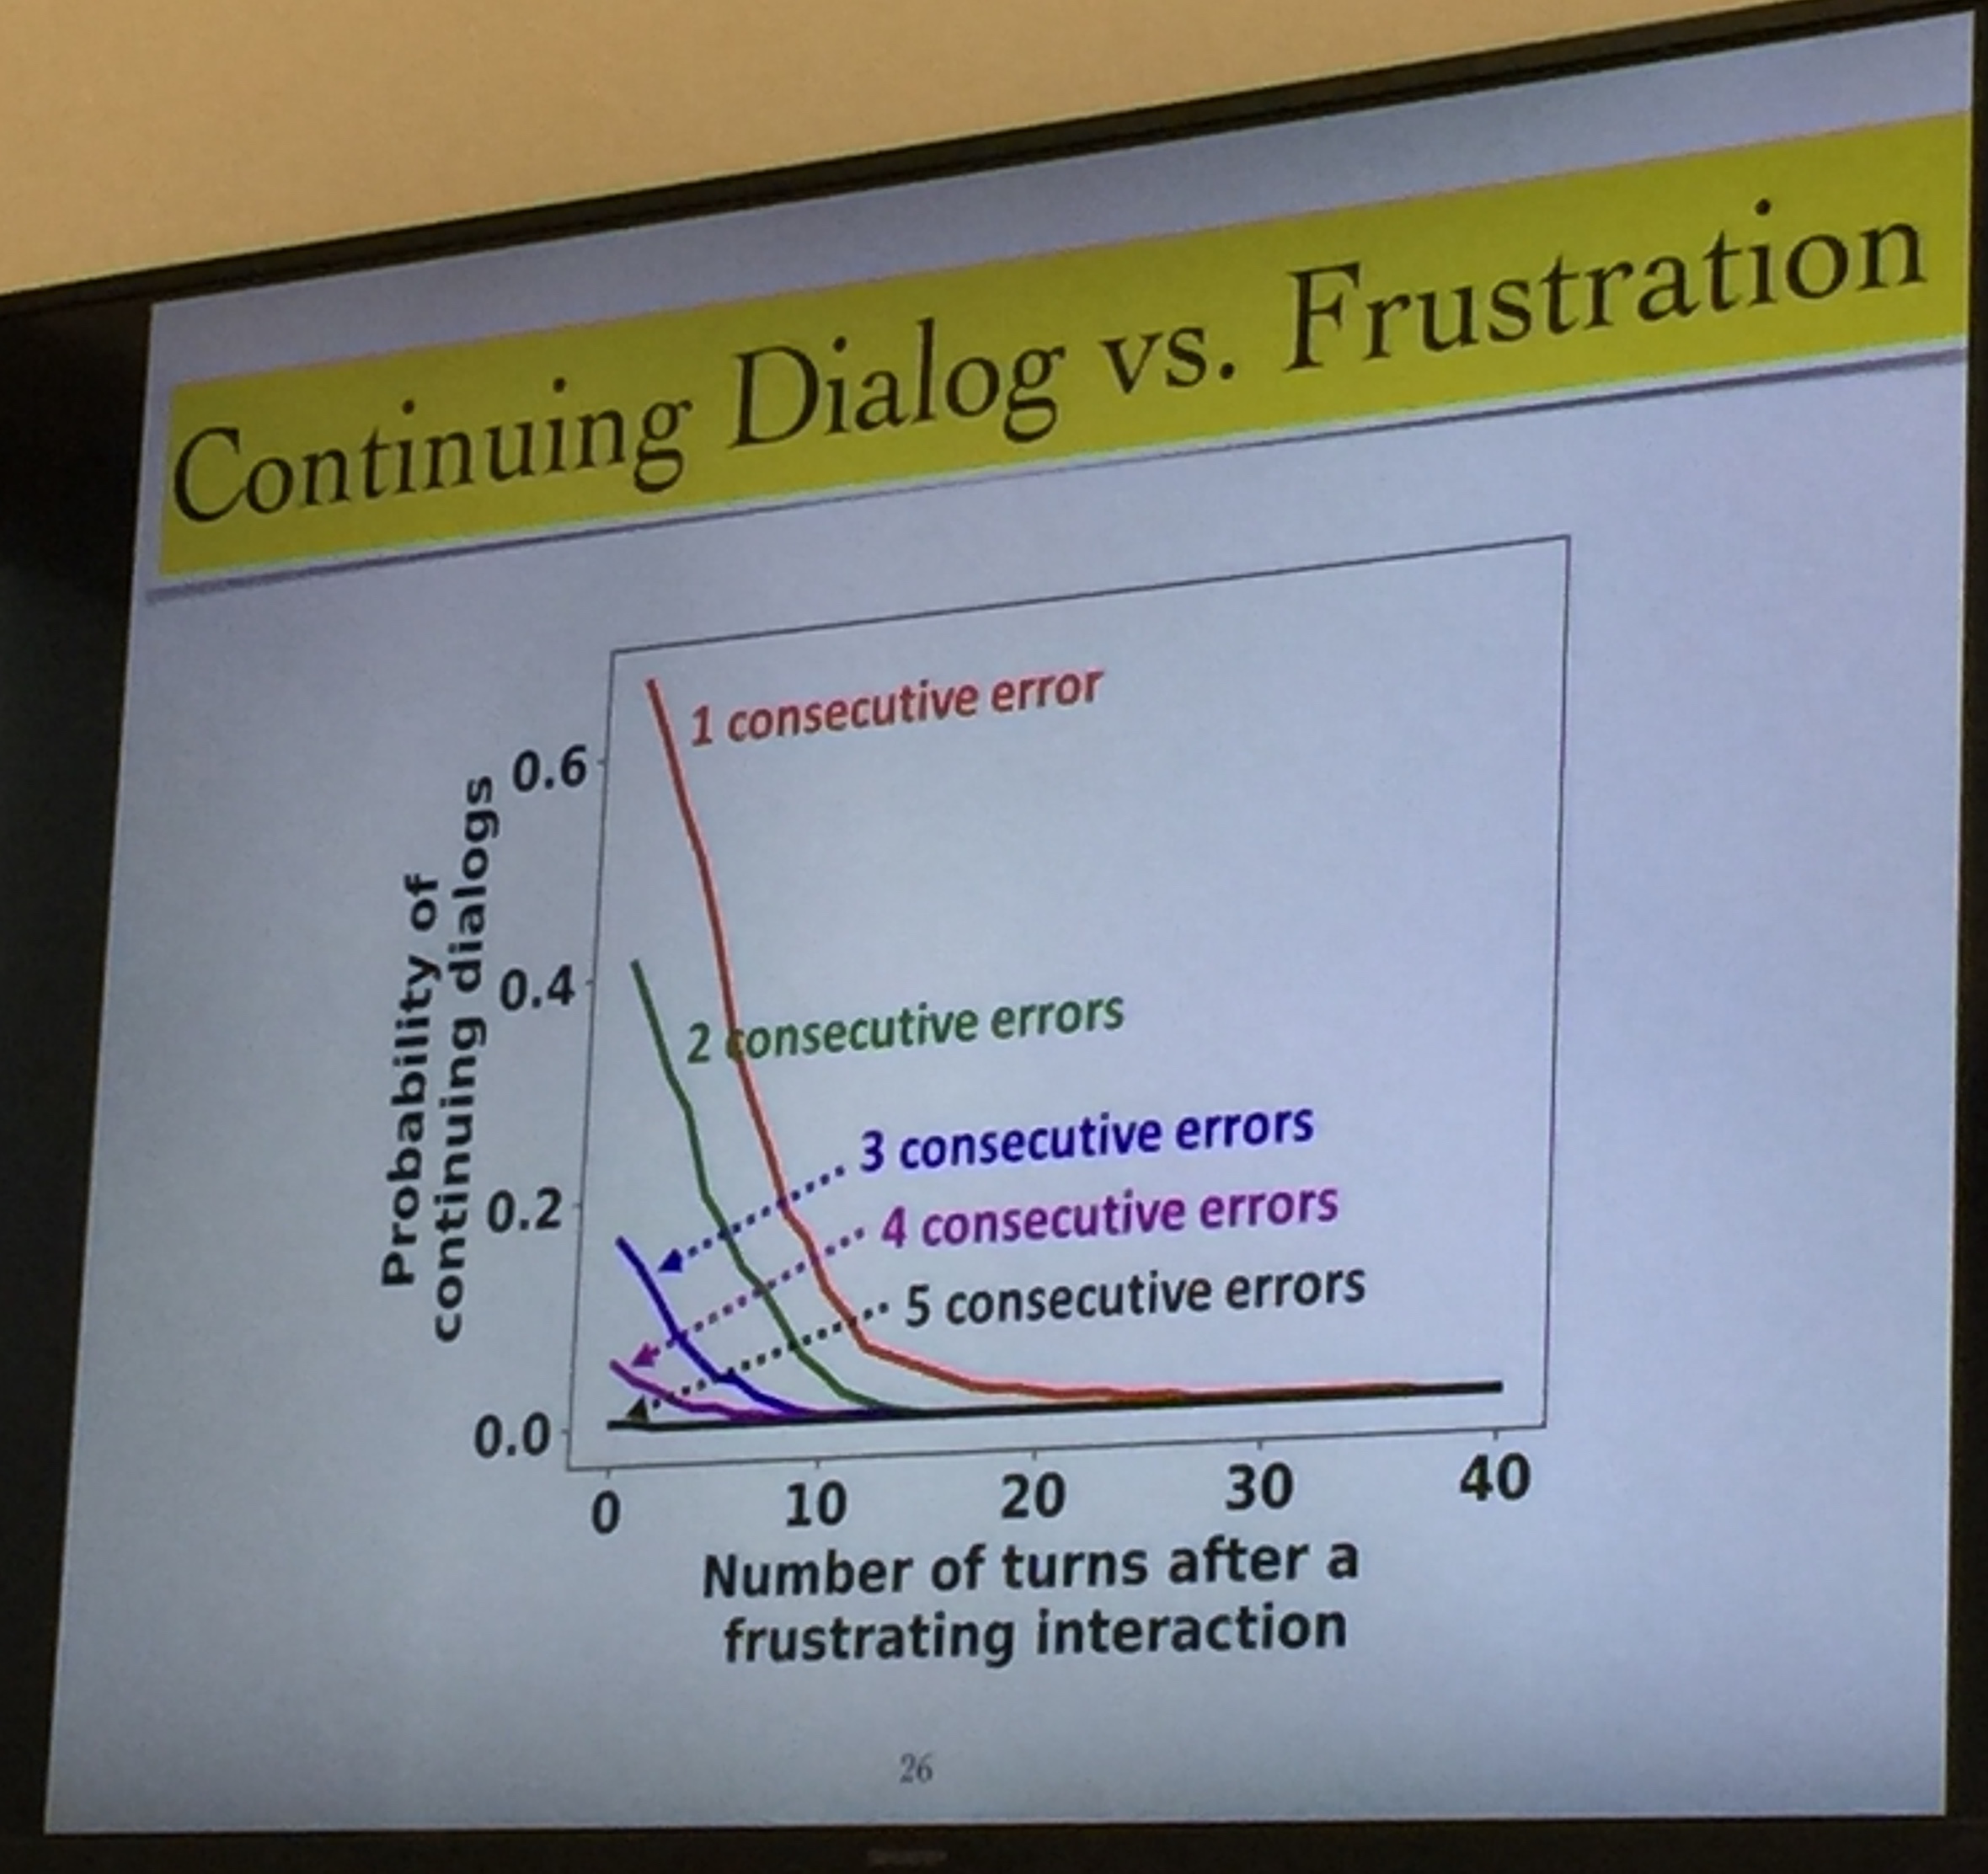 Continuing Dialog vs. Frustration
1 consecutive error
2 consecutive errors
3 consecutive errors
4 consecutive errors
5 consecutive errors
Probability of
continuing dialogs
0.6
0.4
0.2
0.0
0 10 20 30 40
Number of turns after a
frustrating interaction
26